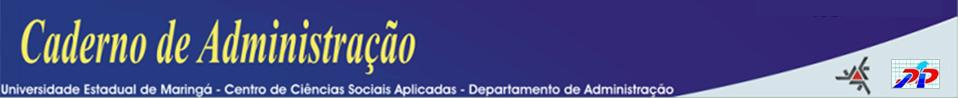 Caderno de Administração
Universidade Estadual de Maringá - Centro de Ciências Sociais Aplicadas - Departamento de Administração